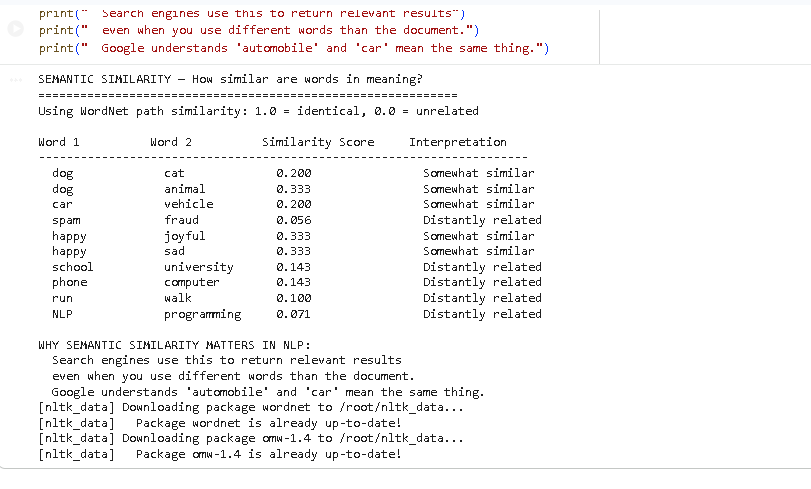 print("  Search engines use this to return relevant results")
print("  even when you use different words than the document.")
print("  Google understands 'automobile' and 'car' mean the same thing.")
SEMANTIC SIMILARITY — How similar are words in meaning?
============================================================
Using WordNet path similarity: 1.0 = identical, 0.0 = unrelated
Word 1          Word 2          Similarity Score     Interpretation
----------------------------------------------------------------------
dog             cat             0.200                Somewhat similar
dog             animal          0.333                Somewhat similar
car             vehicle         0.200                Somewhat similar
spam            fraud           0.056                Distantly related
happy           joyful          0.333                Somewhat similar
happy           sad             0.333                Somewhat similar
school          university      0.143                Distantly related
phone           computer        0.143                Distantly related
run             walk            0.100                Distantly related
NLP             programming     0.071                Distantly related
WHY SEMANTIC SIMILARITY MATTERS IN NLP:
  Search engines use this to return relevant results
  even when you use different words than the document.
  Google understands 'automobile' and 'car' mean the same thing.
[nltk_data] Downloading package wordnet to /root/nltk_data...
[nltk_data]   Package wordnet is already up-to-date!
[nltk_data] Downloading package omw-1.4 to /root/nltk_data...
[nltk_data]   Package omw-1.4 is already up-to-date!